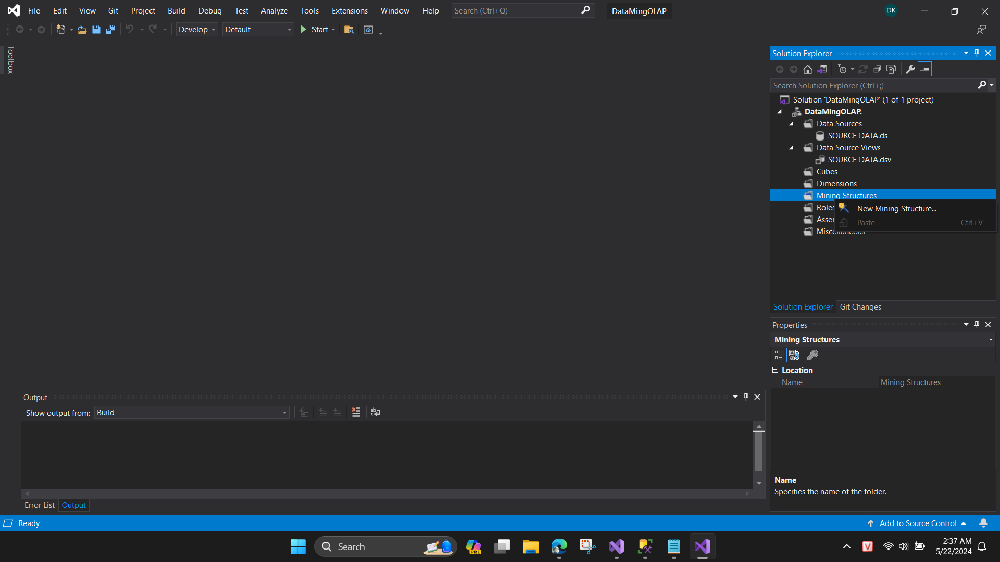 File Edit View Git Project Build Debug Test Analyze Tools Extensions Window Help Search (Ctrl+Q) DataMingOLAP DK
Develop Default Start
Toolbox
Solution Explorer
Search Solution Explorer (Ctrl+;)
Solution 'DataMingOLAP' (1 of 1 project)
DataMingOLAP.
Data Sources
SOURCE DATA.ds
Data Source Views
SOURCE DATA.dsv
Cubes
Dimensions
Mining Structures
Roles
New Mining Structure...
Asser
Paste Ctrl+V
Miscellaneous
Solution Explorer Git Changes
Properties
Mining Structures
Location
Name Mining Structures
Name
Specifies the name of the folder.
Output
Show output from: Build
Error List Output
Ready
Add to Source Control
Search
PRE
V
2:37 AM
5/22/2024